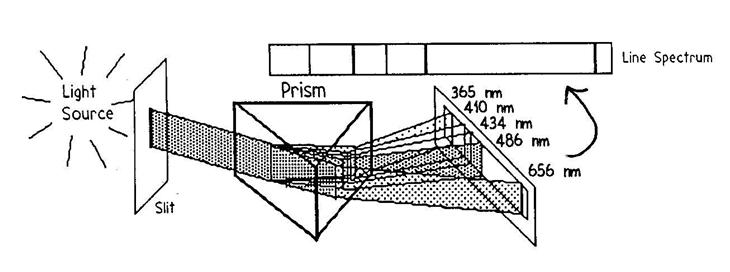 Line Spectrum
Light
Source
Prism
365 nm
410 nm
434 nm
486 nm
656 nm
Slit